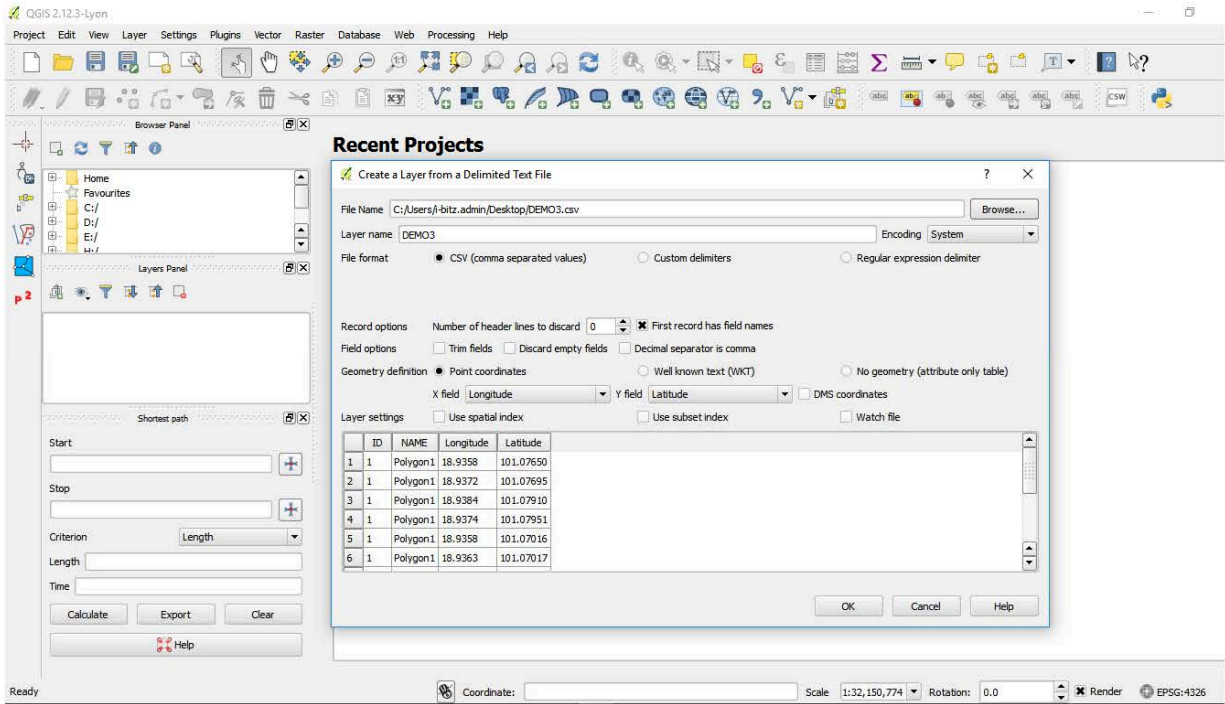 QGIS 2.12.3-Lyon
Project Edit View Layer Settings Plugins Vector Raster Database Web Processing Help
Browser Panel
Home
Favourites
C:/
D:/
E:/
H:/
Layers Panel
Shortest path
Start
Stop
Criterion Length
Length
Time
Calculate Export Clear
Help
Recent Projects
Create a Layer from a Delimited Text File
File Name C:/Users/i-bitz.admin/Desktop/DEMO3.csv Browse...
Layer name DEMO3 Encoding System
File format CSV (comma separated values) Custom delimiters Regular expression delimiter
Record options Number of header lines to discard 0 First record has field names
Field options Trim fields Discard empty fields Decimal separator is comma
Geometry definition Point coordinates Well known text (WKT) No geometry (attribute only table)
X field Longitude Y field Latitude DMS coordinates
Layer settings Use spatial index Use subset index Watch file
ID NAME Longitude Latitude
1 1 Polygon1 18.9358 101.07650
2 1 Polygon1 18.9372 101.07695
3 1 Polygon1 18.9384 101.07910
4 1 Polygon1 18.9374 101.07951
5 1 Polygon1 18.9358 101.07016
6 1 Polygon1 18.9363 101.07017
OK Cancel Help
Ready Coordinate: Scale 1:32,150,774 Rotation: 0.0 Render EPSG:4326